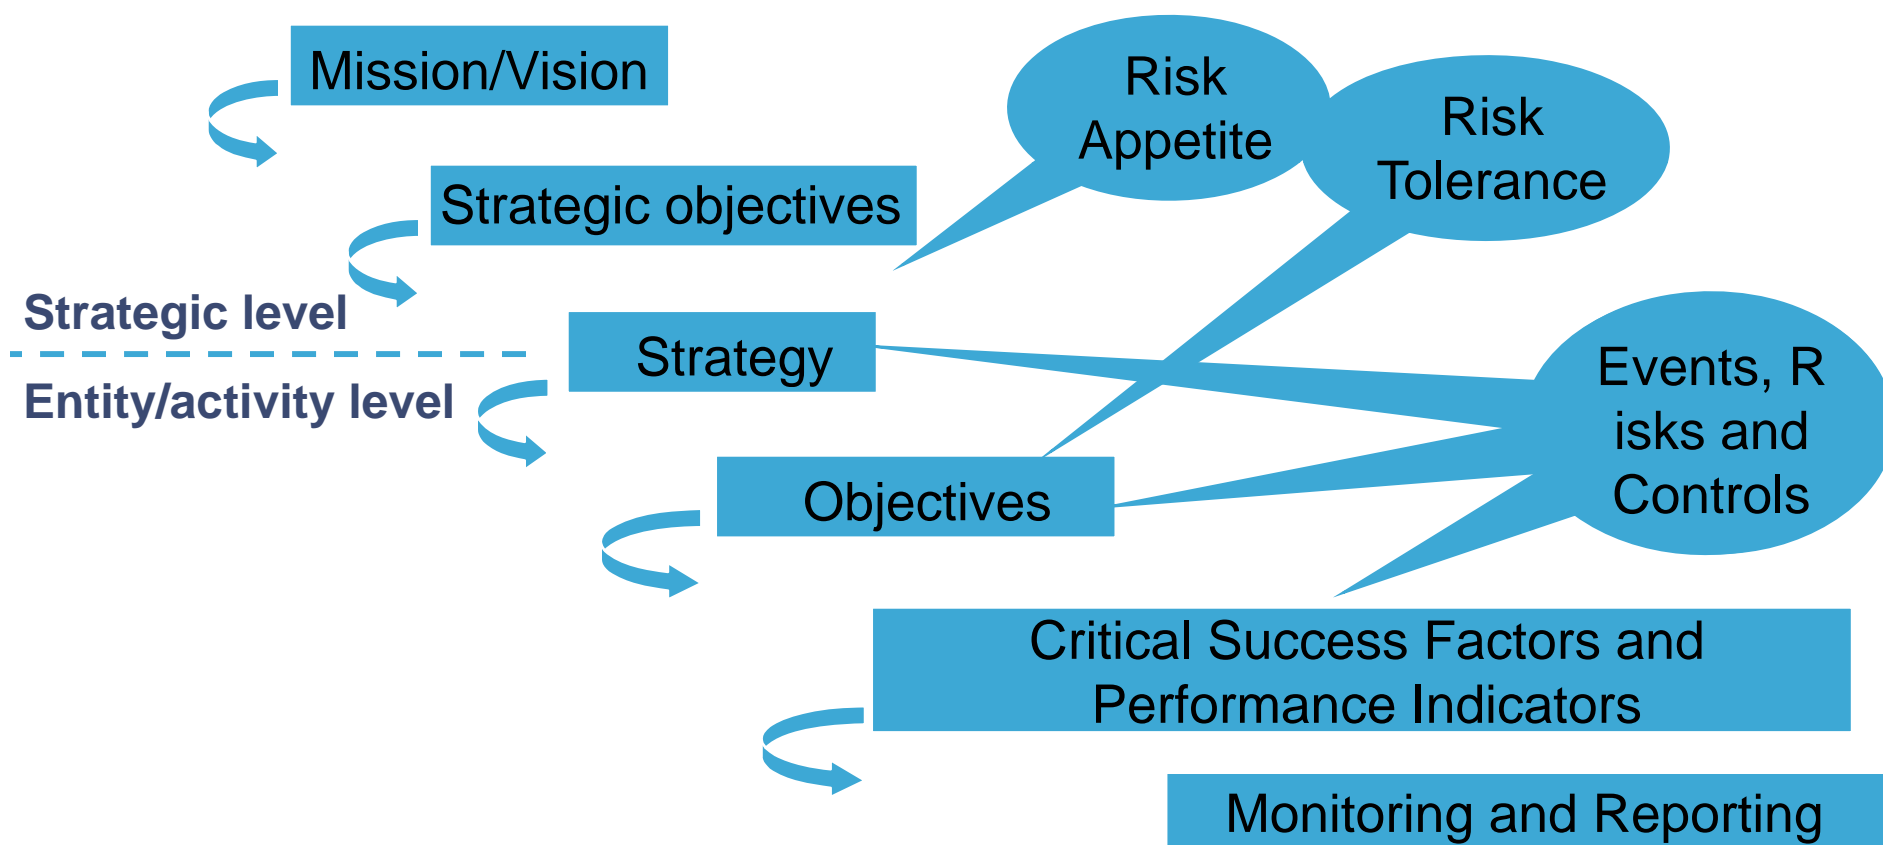 Mission/Vision
Risk
Appetite
Risk
Tolerance
Strategic objectives
Strategic level
Strategy
Entity/activity level
Events, R
isks and
Controls
Objectives
Critical Success Factors and
Performance Indicators
Monitoring and Reporting